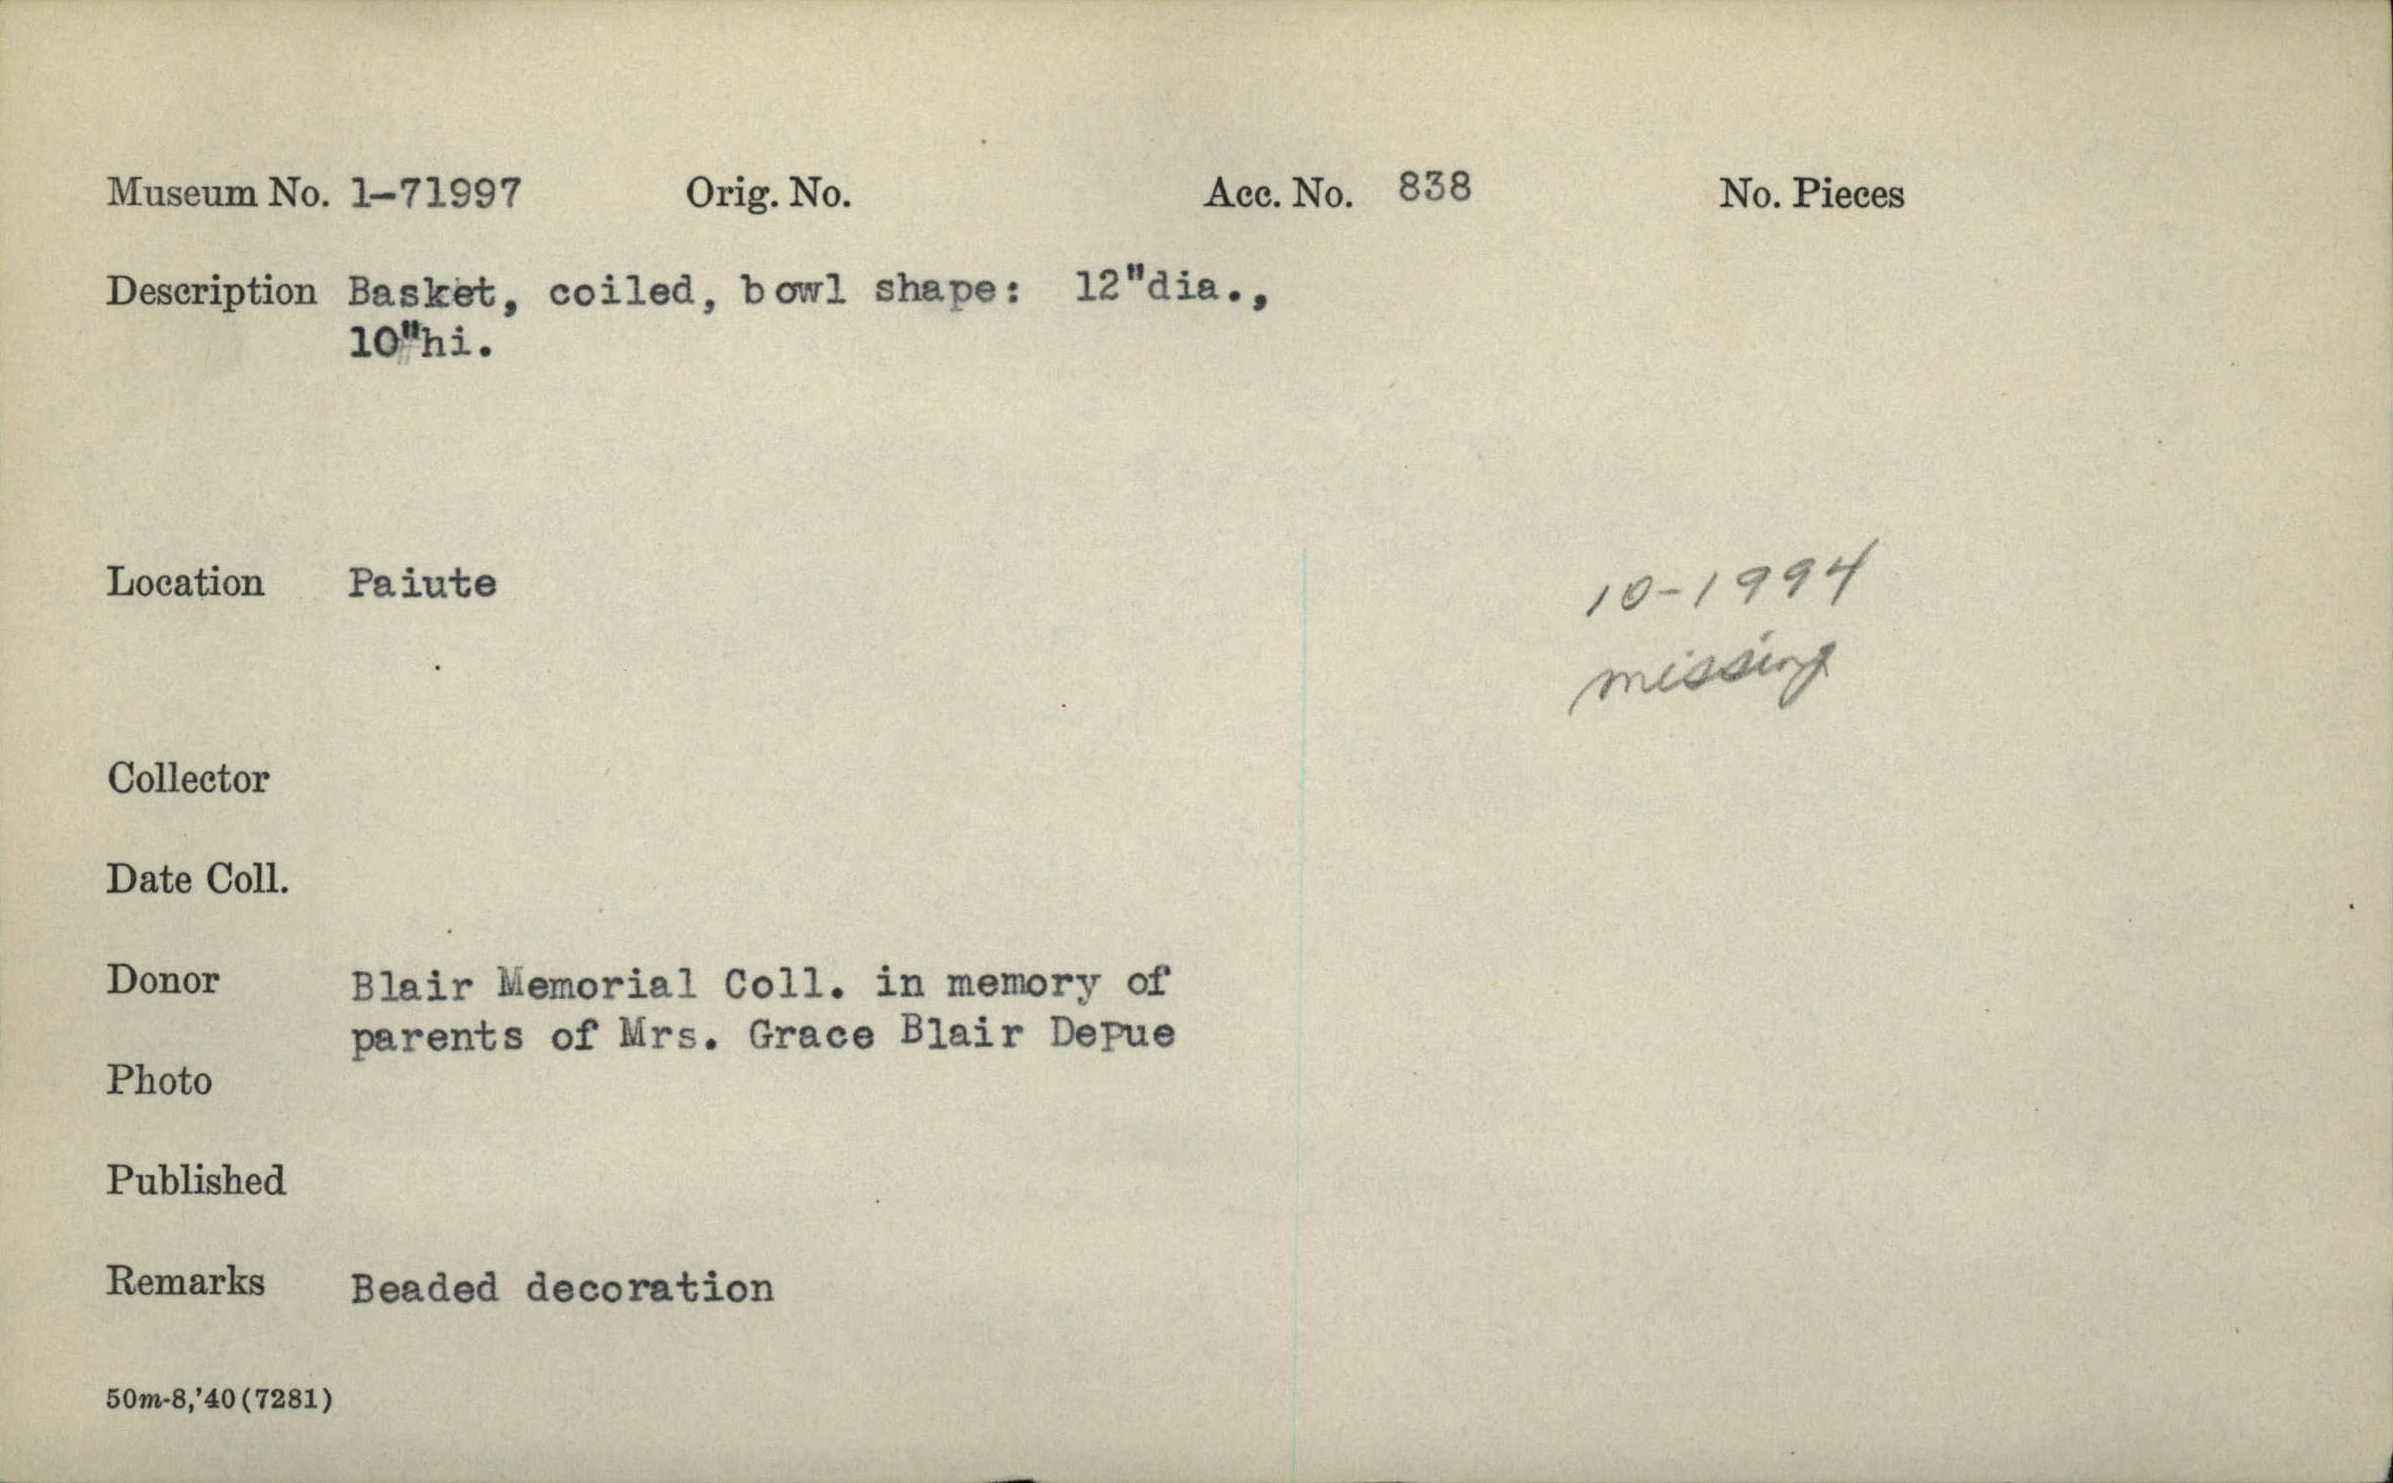 Museum No. 1-71997 Orig. No. Acc. No. 838 No. Pieces
Description Basket, coiled, bowl shape: 12"dia.,
10"hi.
Location Paiute
10-1994
missing
Collector
Date Coll.
Donor Blair Memorial Coll. in memory of
parents of Mrs. Grace Blair DePue
Photo
Published
Remarks Beaded decoration
50m-8,'40(7281)